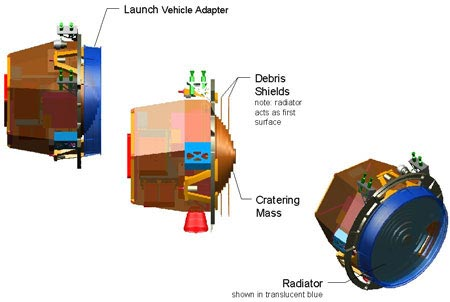 Launch Vehicle Adapter
Debris
Shields
note: radiator
acts as first
surface
Cratering
Mass
Radiator
shown in translucent blue